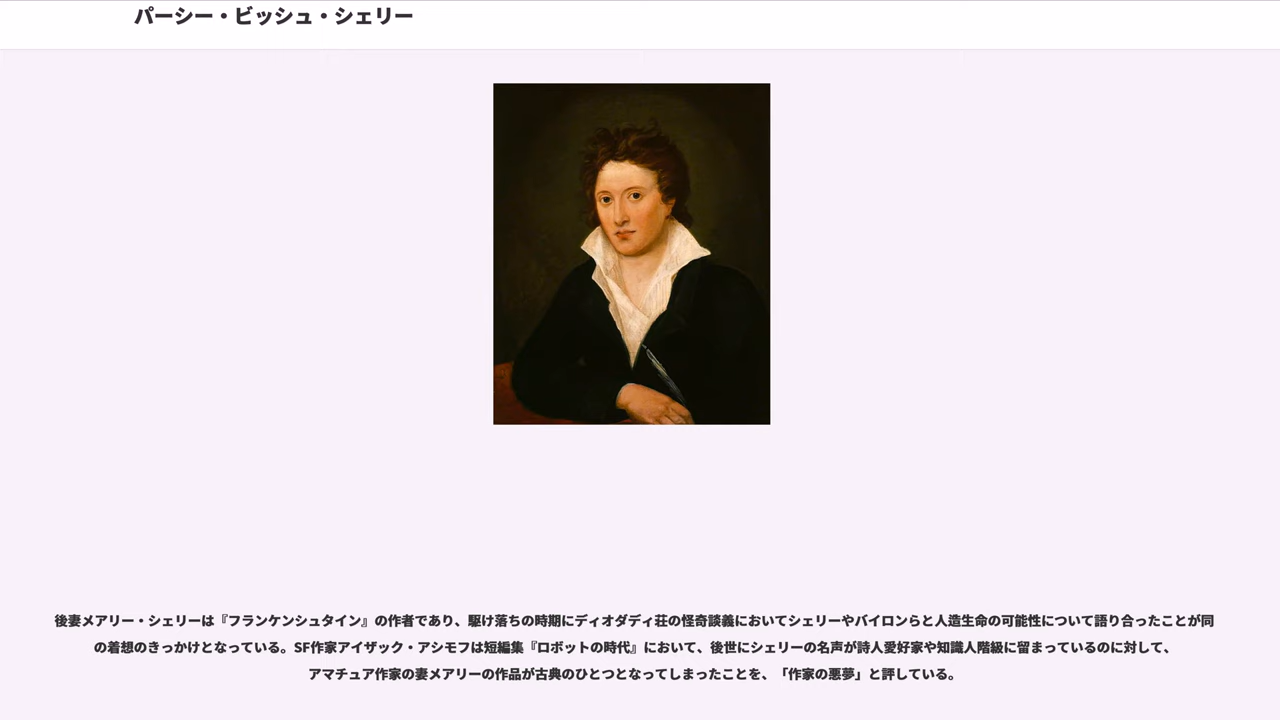 パーシー・ビッシュ・シェリー
後妻メアリー・シェリーは『フランケンシュタイン』の作者であり、駆け落ちの時期にディオダディ荘の怪奇談義においてシェリーやバイロンらと人造生命の可能性について語り合ったことが同
の着想のきっかけとなっている。SF作家アイザック・アシモフは短編集『ロボットの時代』において、後世にシェリーの名声が詩人愛好家や知識人階級に留まっているのに対して、
アマチュア作家の妻メアリーの作品が古典のひとつとなってしまったことを、「作家の悪夢」と評している。